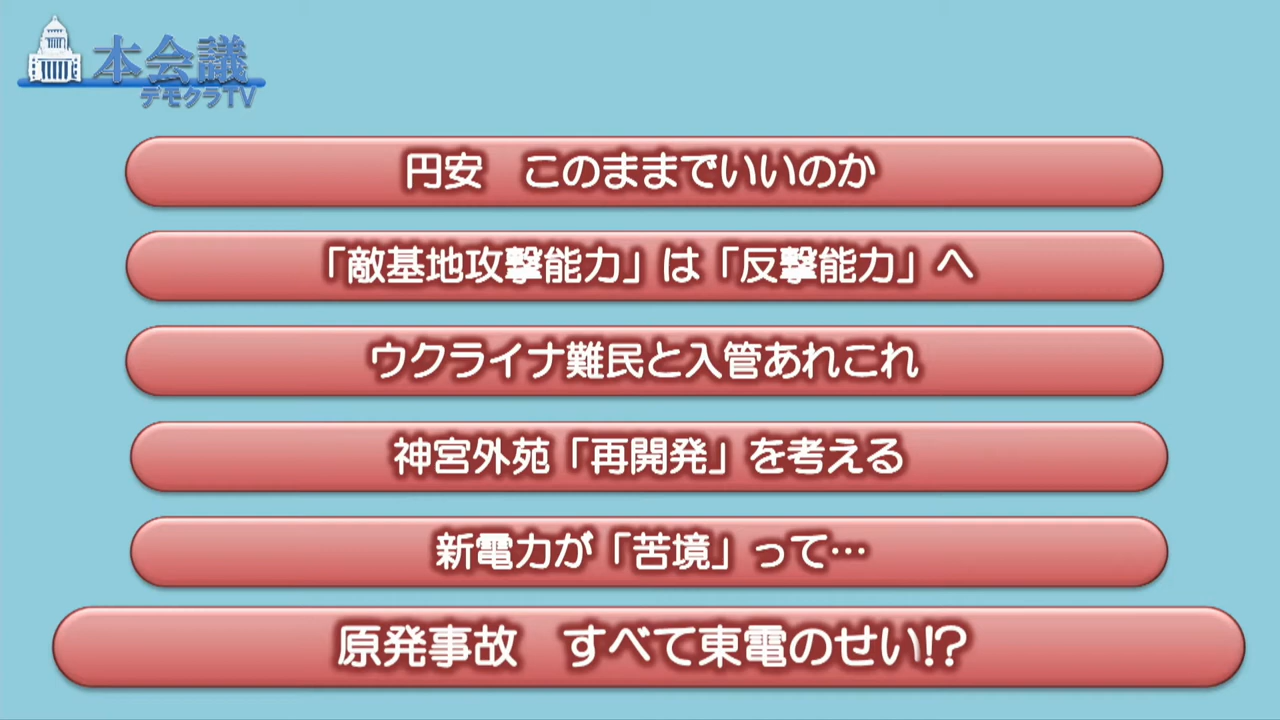 本会議
デモクラTV
円安　このままでいいのか
「敵基地攻撃能力」は「反撃能力」へ
ウクライナ難民と入管あれこれ
神宮外苑「再開発」を考える
新電力が「苦境」って…
原発事故　すべて東電のせい!?